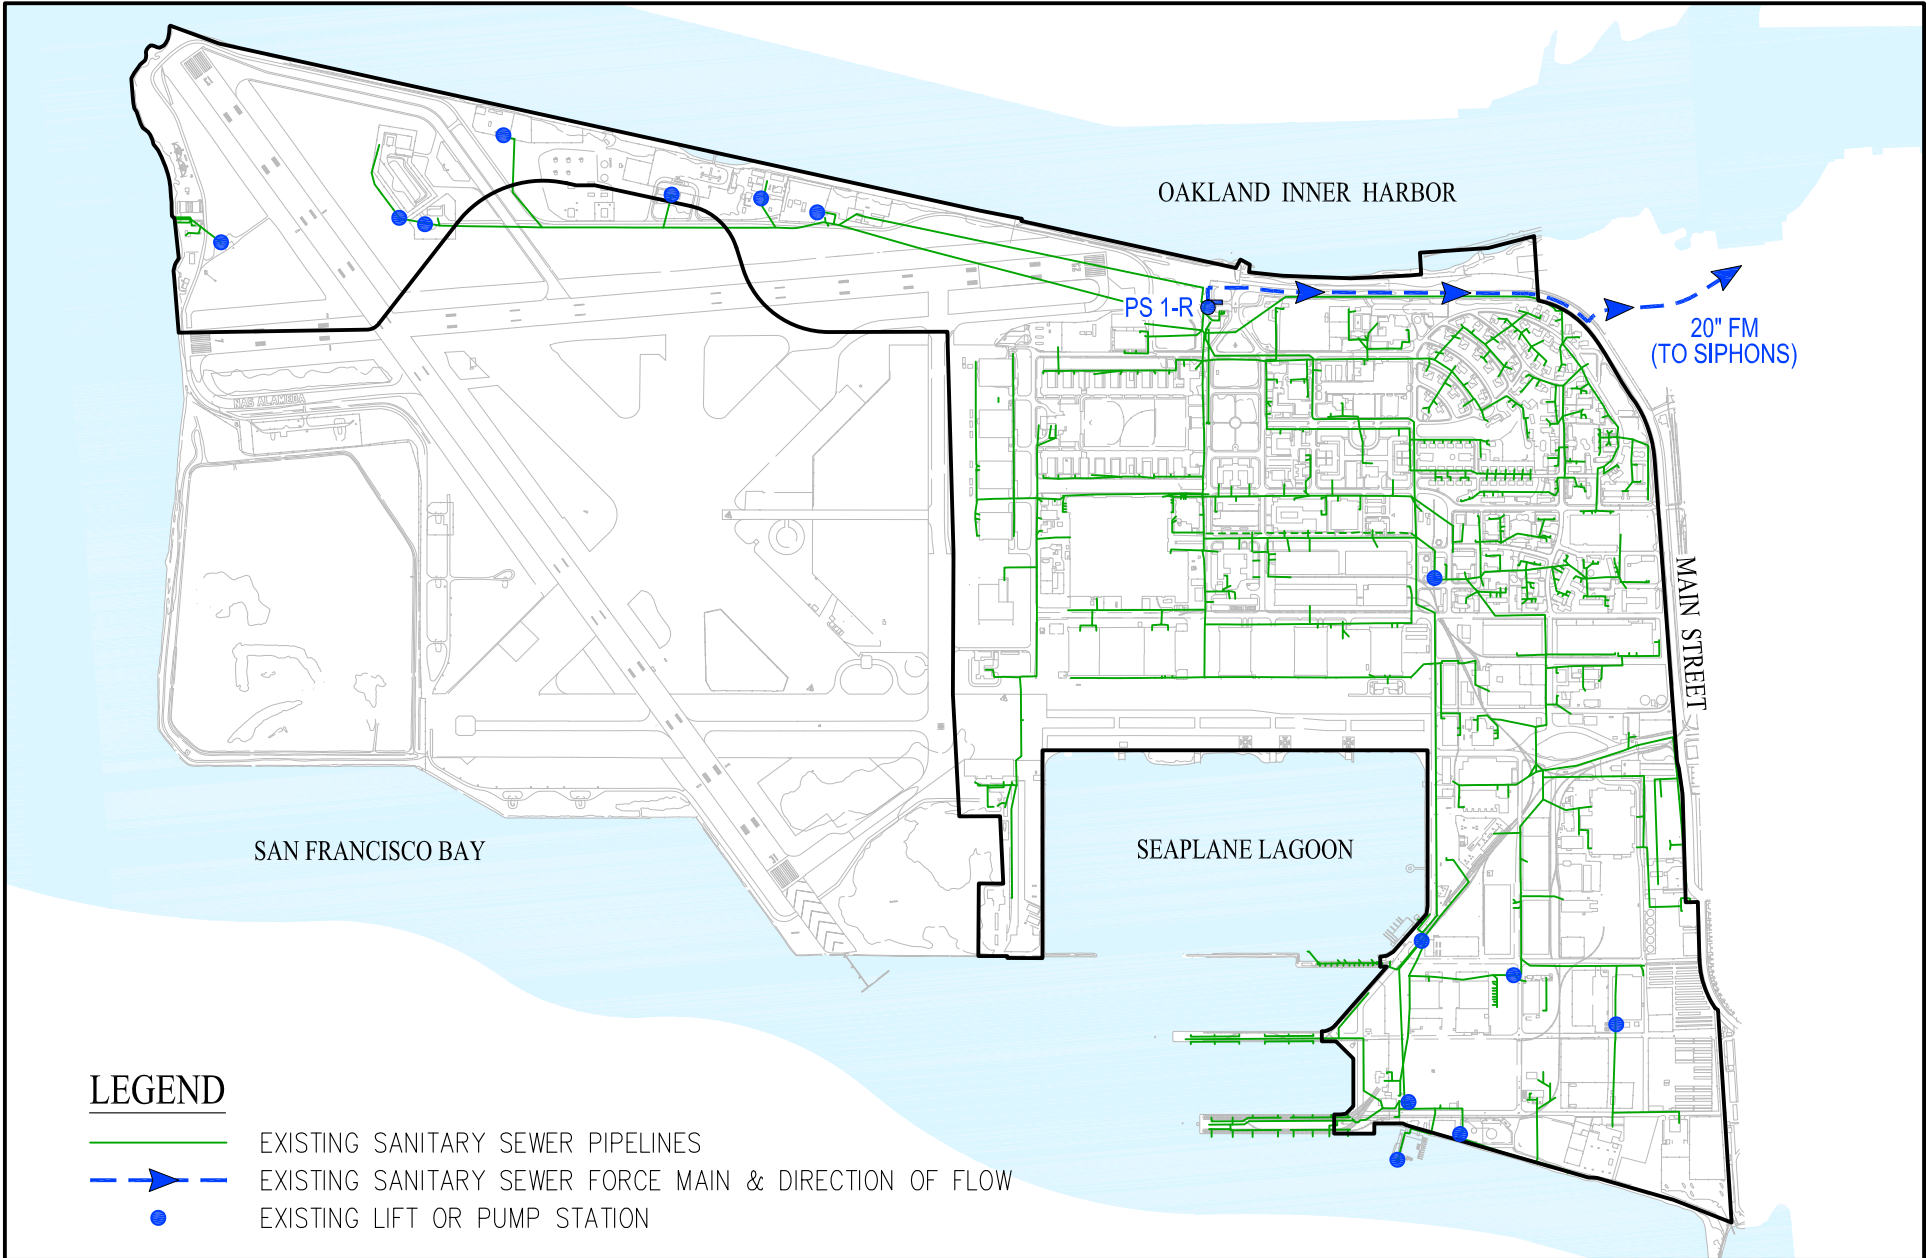 OAKLAND INNER HARBOR
PS 1-R
20" FM
(TO SIPHONS)
NAS ALAMEDA
MAIN STREET
SAN FRANCISCO BAY
SEAPLANE LAGOON
LEGEND
EXISTING SANITARY SEWER PIPELINES
EXISTING SANITARY SEWER FORCE MAIN & DIRECTION OF FLOW
EXISTING LIFT OR PUMP STATION